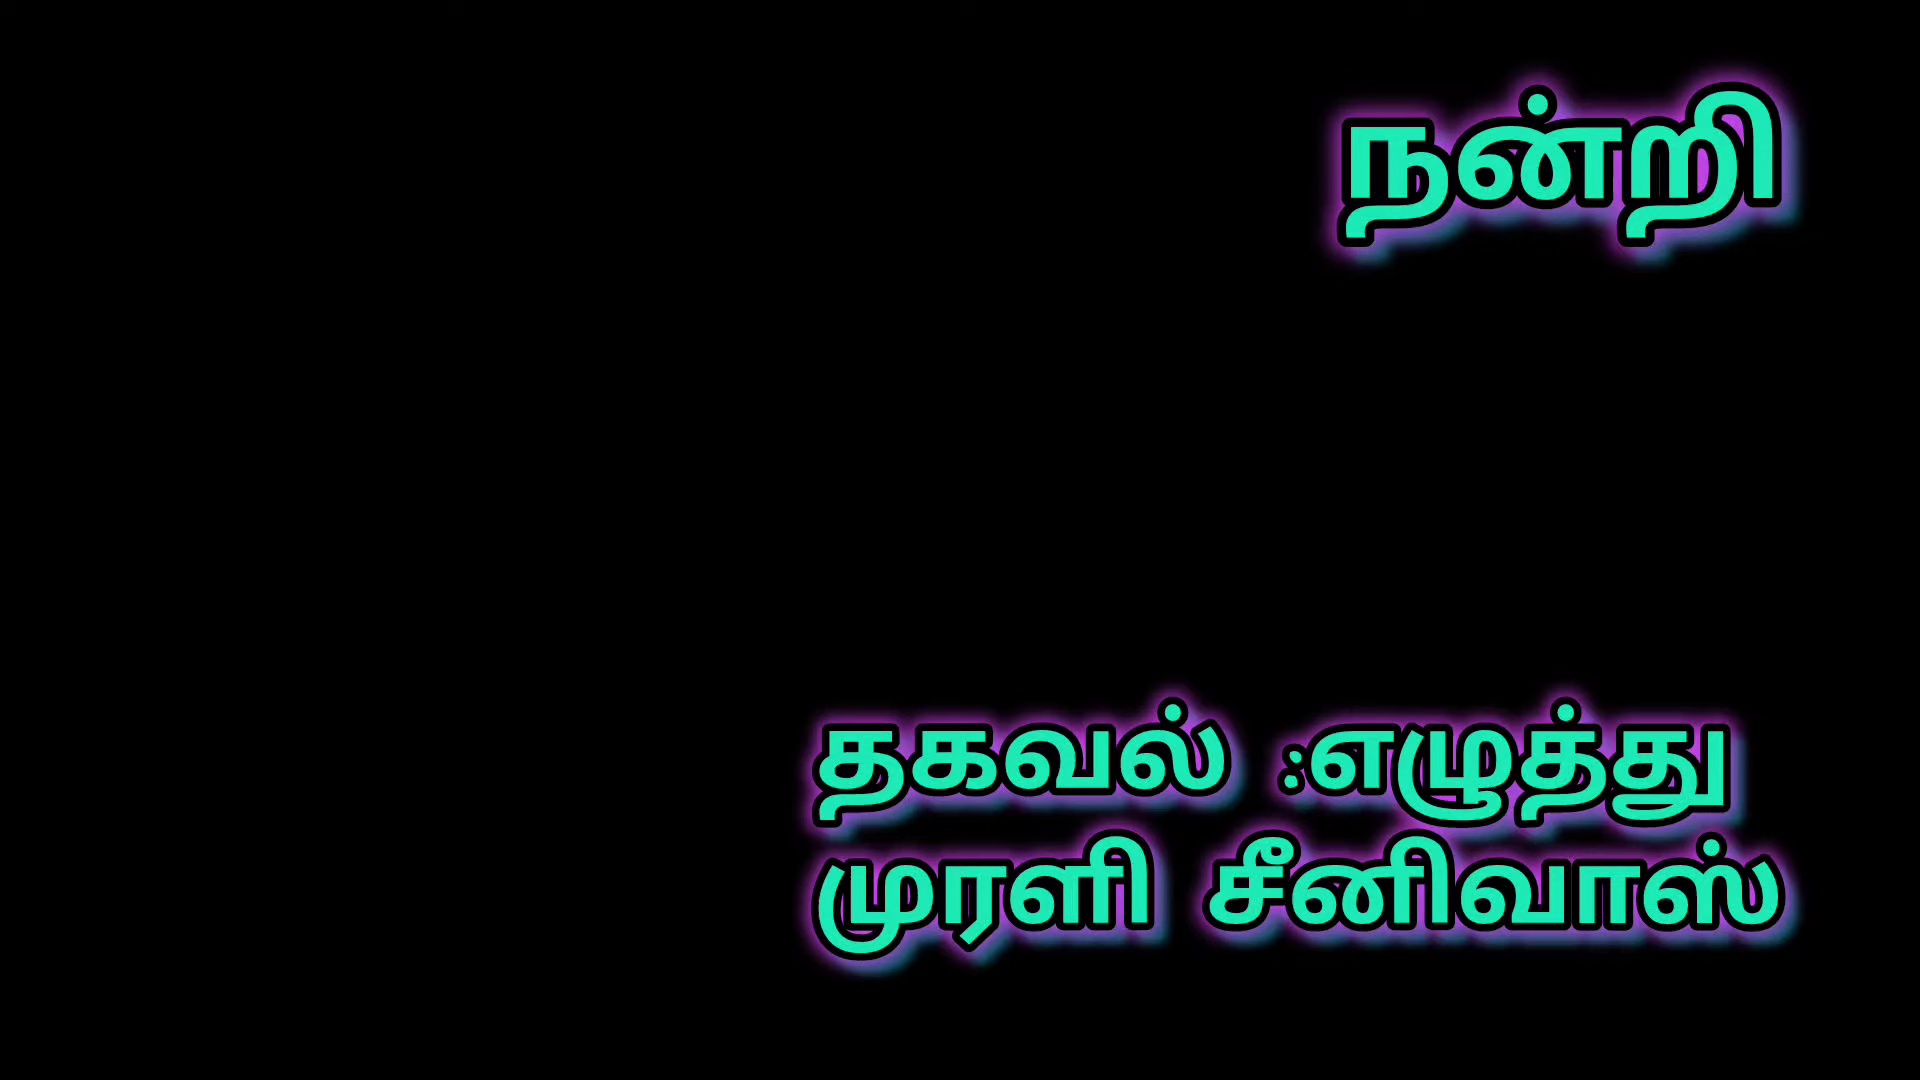 நன்றி
தகவல் :எழுத்து
முரளி சீனிவாஸ்